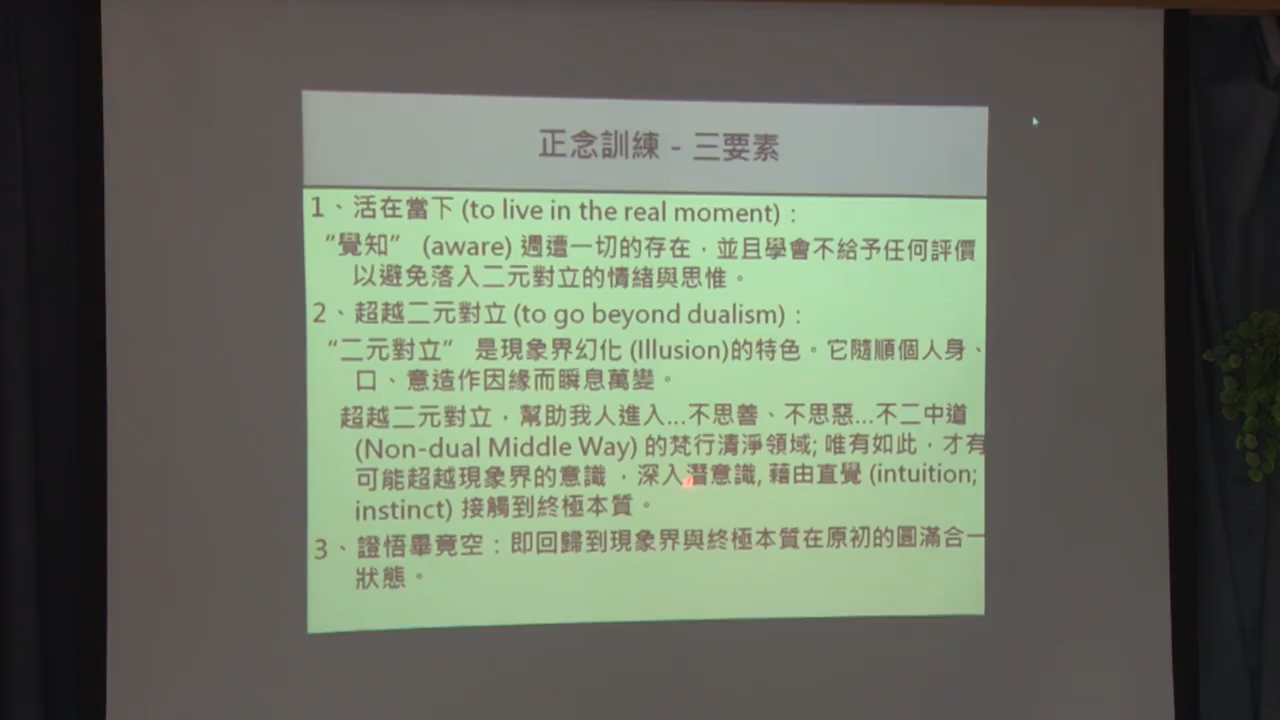 正念訓練 - 三要素
1、活在當下 (to live in the real moment)：
“覺知” (aware) 週遭一切的存在，並且學會不給予任何評價
以避免落入二元對立的情緒與思惟。
2、超越二元對立 (to go beyond dualism)：
“二元對立” 是現象界幻化 (Illusion)的特色。它隨順個人身、
口、意造作因緣而瞬息萬變。
超越二元對立，幫助我人進入...不思善、不思惡...不二中道
(Non-dual Middle Way) 的梵行清淨領域; 唯有如此，才有
可能超越現象界的意識，深入潛意識, 藉由直覺 (intuition;
instinct) 接觸到終極本質。
3、證悟畢竟空：即回歸到現象界與終極本質在原初的圓滿合一
狀態。